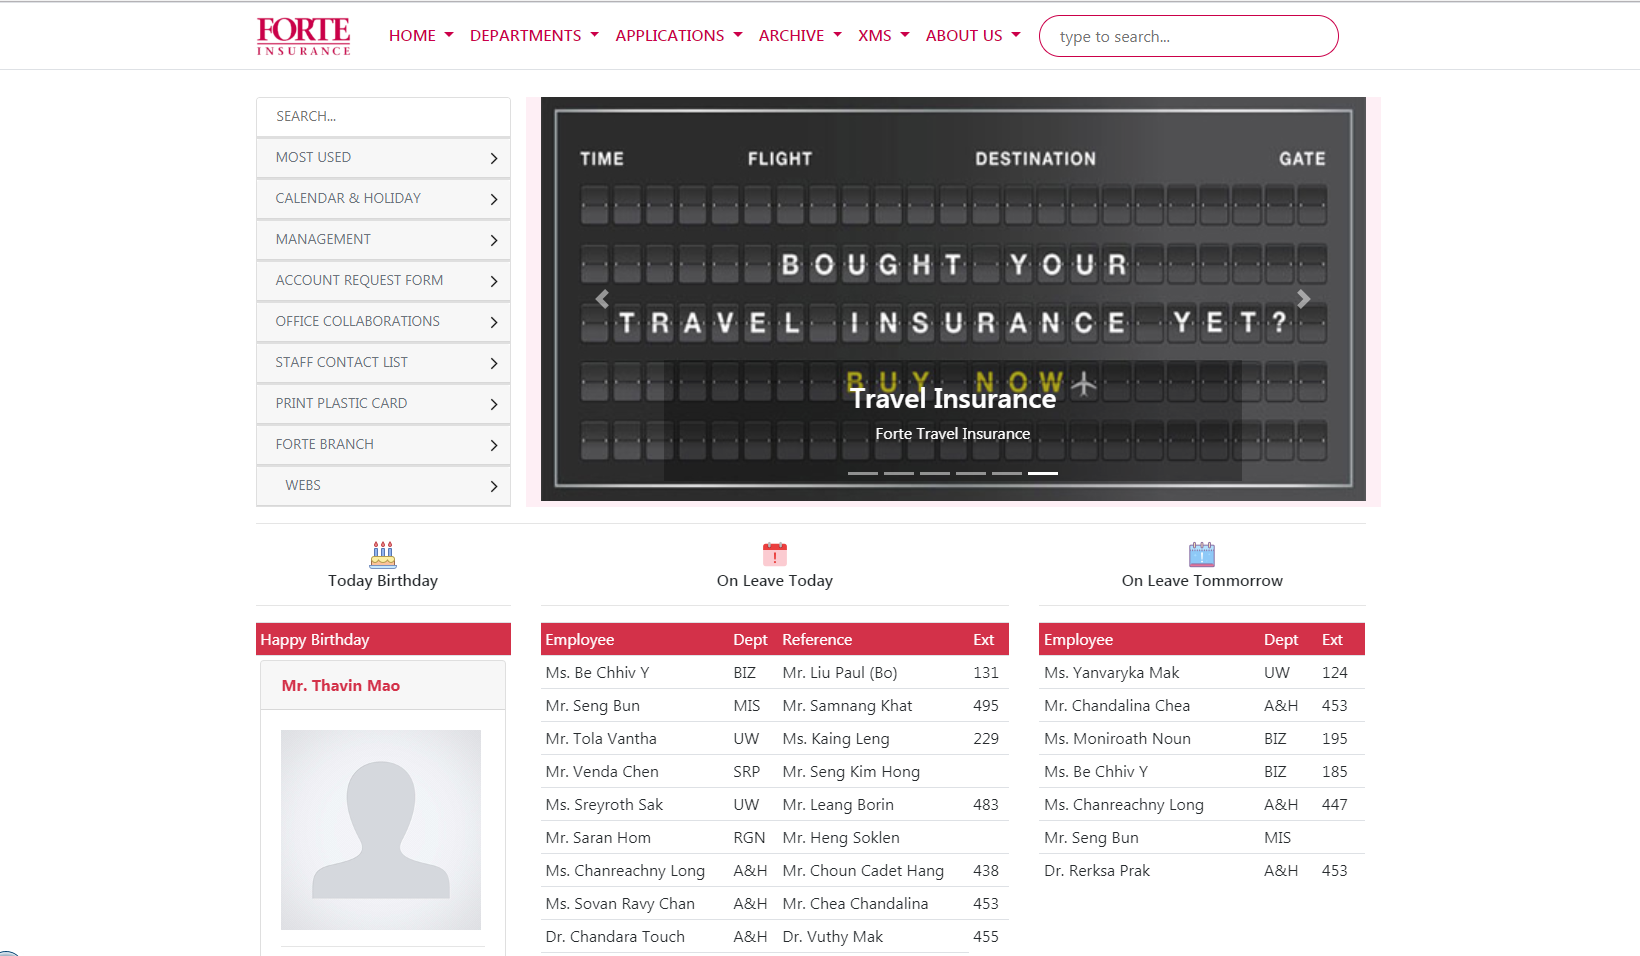 FORTE
INSURANCE
HOME DEPARTMENTS APPLICATIONS ARCHIVE XMS ABOUT US type to search...
SEARCH...
MOST USED
CALENDAR & HOLIDAY
MANAGEMENT
ACCOUNT REQUEST FORM
OFFICE COLLABORATIONS
STAFF CONTACT LIST
PRINT PLASTIC CARD
FORTE BRANCH
WEBS
TIME FLIGHT DESTINATION GATE
BOUGHT YOUR
TRAVEL INSURANCE YET?
BUY NOW
Travel Insurance
Forte Travel Insurance
Today Birthday
Happy Birthday
Mr. Thavin Mao
On Leave Today
Employee Dept Reference Ext
Ms. Be Chhiv Y BIZ Mr. Liu Paul (Bo) 131
Mr. Seng Bun MIS Mr. Samnang Khat 495
Mr. Tola Vantha UW Ms. Kaing Leng 229
Mr. Venda Chen SRP Mr. Seng Kim Hong
Ms. Sreyroth Sak UW Mr. Leang Borin 483
Mr. Saran Hom RGN Mr. Heng Soklen
Ms. Chanreachny Long A&H Mr. Choun Cadet Hang 438
Ms. Sovan Ravy Chan A&H Mr. Chea Chandalina 453
Dr. Chandara Touch A&H Dr. Vuthy Mak 455
On Leave Tommorrow
Employee Dept Ext
Ms. Yanvaryka Mak UW 124
Mr. Chandalina Chea A&H 453
Ms. Moniroath Noun BIZ 195
Ms. Be Chhiv Y BIZ 185
Ms. Chanreachny Long A&H 447
Mr. Seng Bun MIS
Dr. Rerksa Prak A&H 453